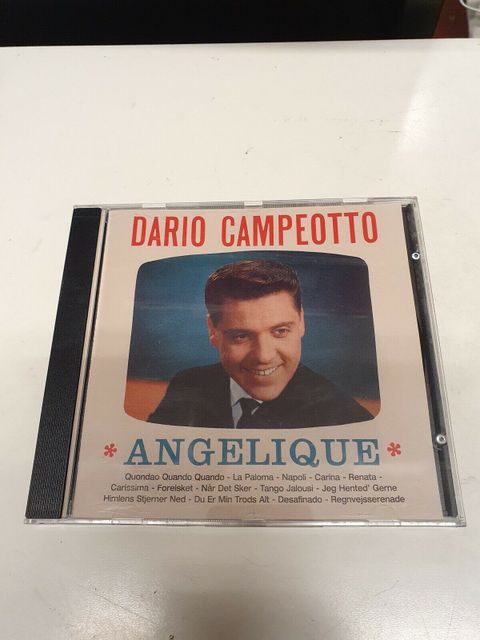 DARIO CAMPEOTTO
* ANGELIQUE *
Quondao Quando Quando - La Paloma - Napoli - Carina - Renata -
Carissima - Forelsket - Når Det Sker - Tango Jalousi - Jeg Hented' Gerne
Himlens Stjerner Ned - Du Er Min Trods Alt - Desafinado - Regnvejsserenade